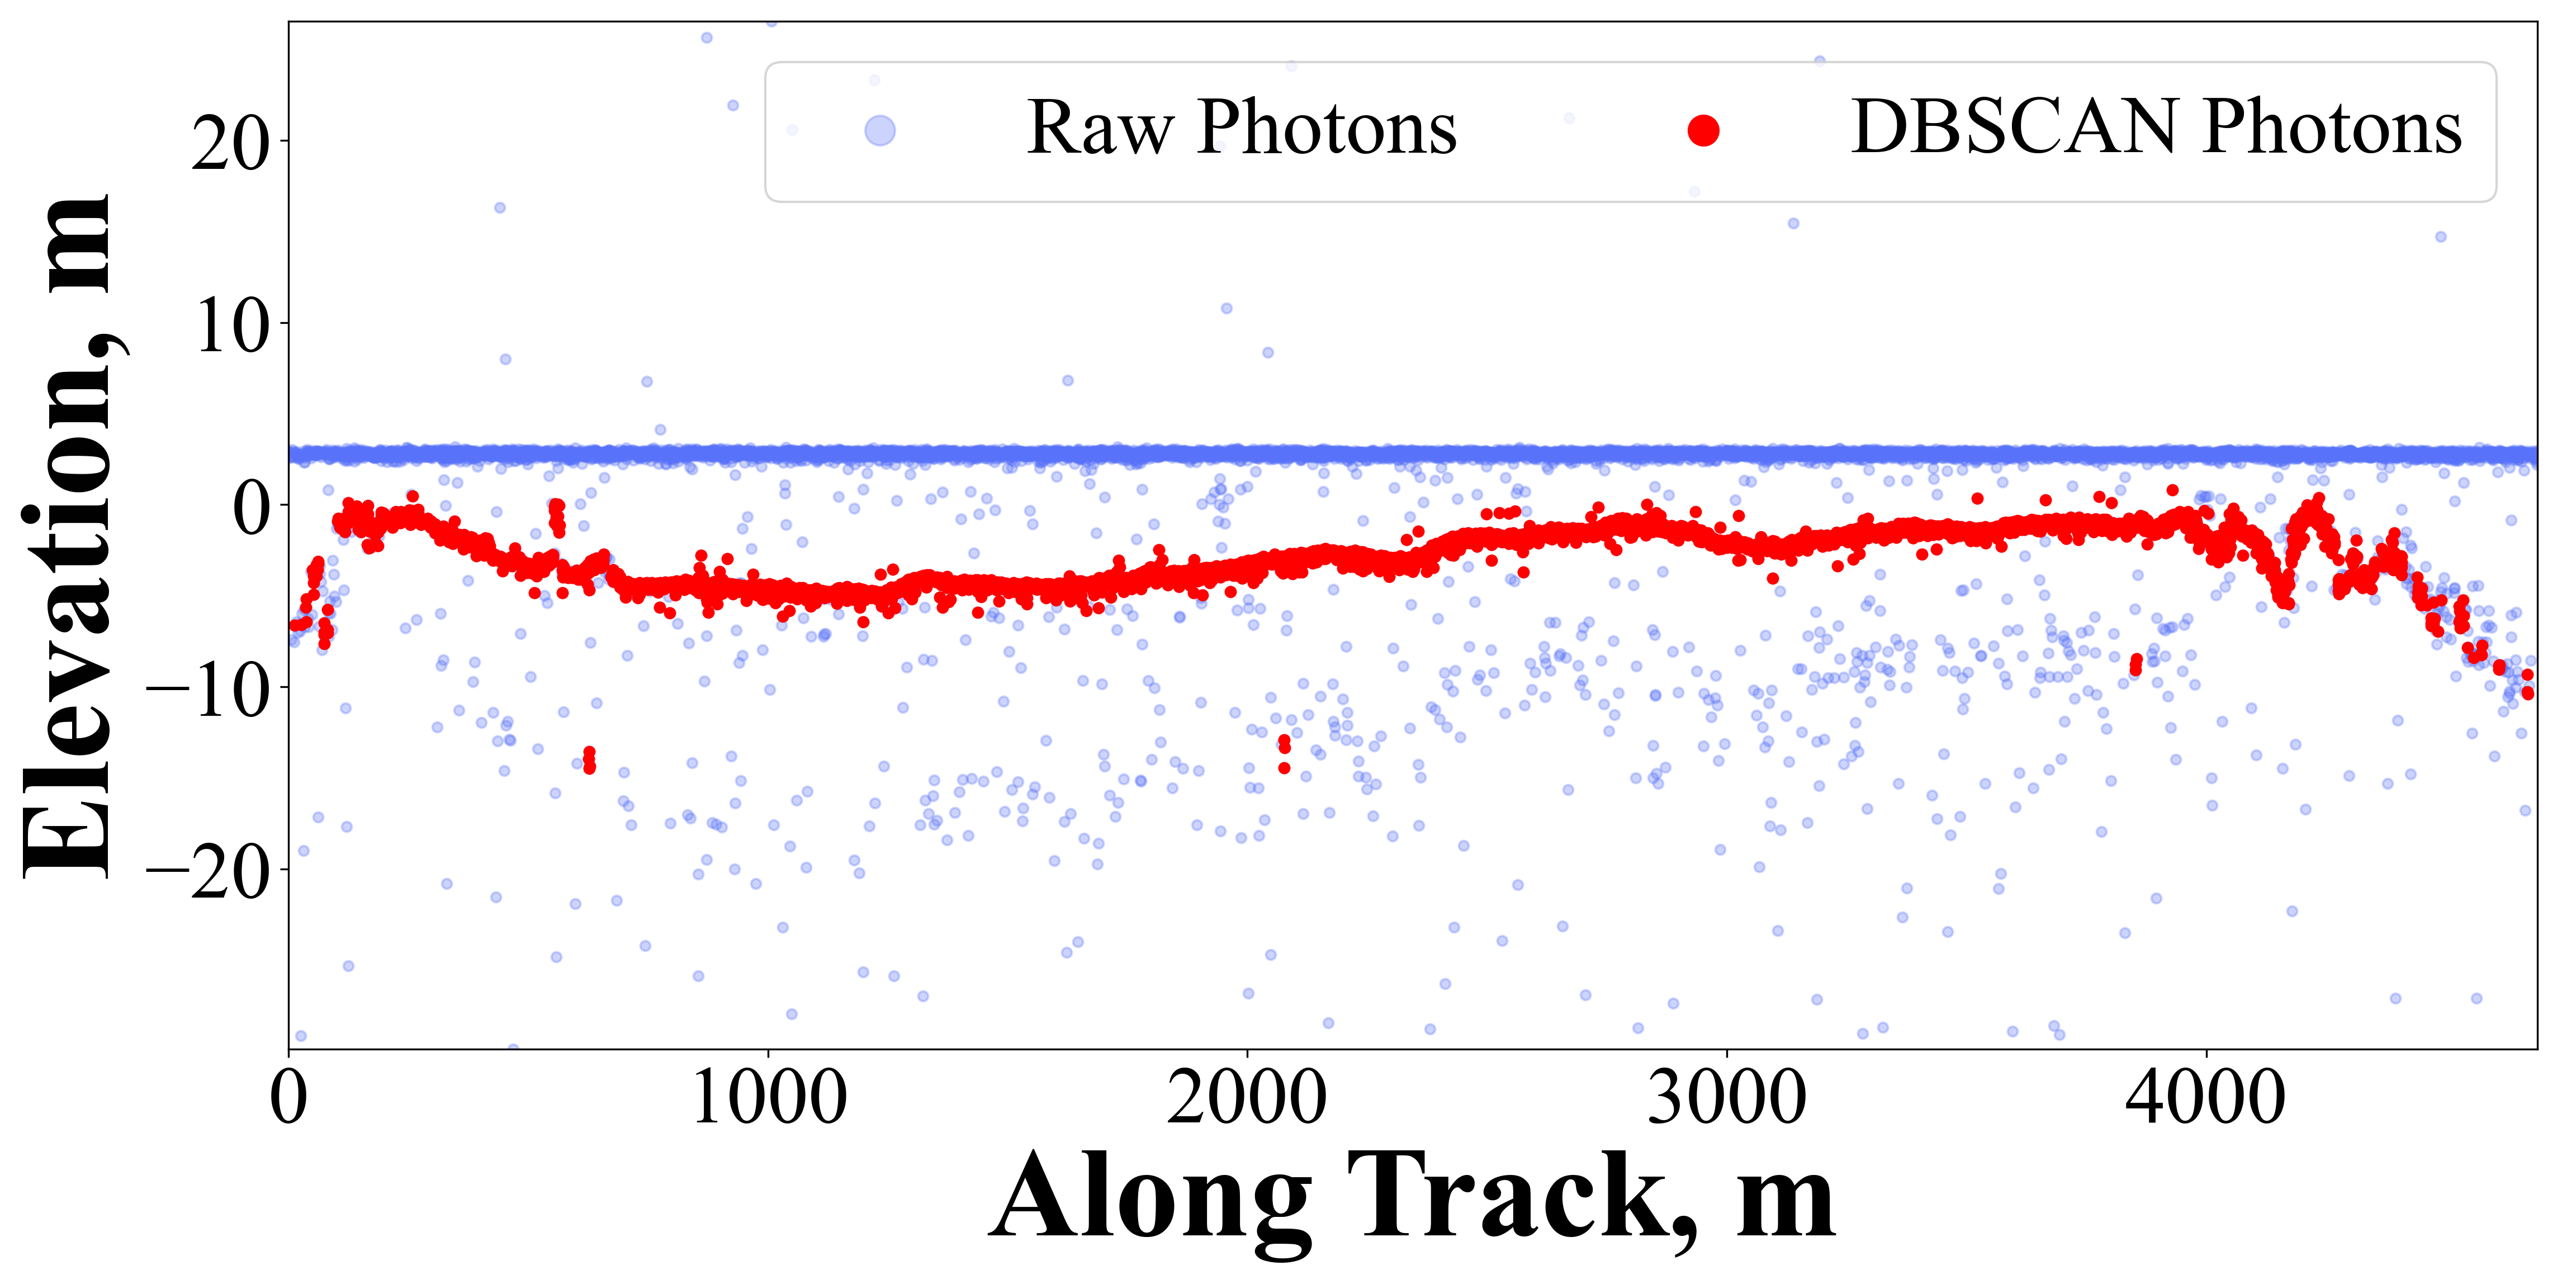 Raw Photons
DBSCAN Photons
20
10
0
−10
−20
Elevation, m
0
1000
2000
3000
4000
Along Track, m